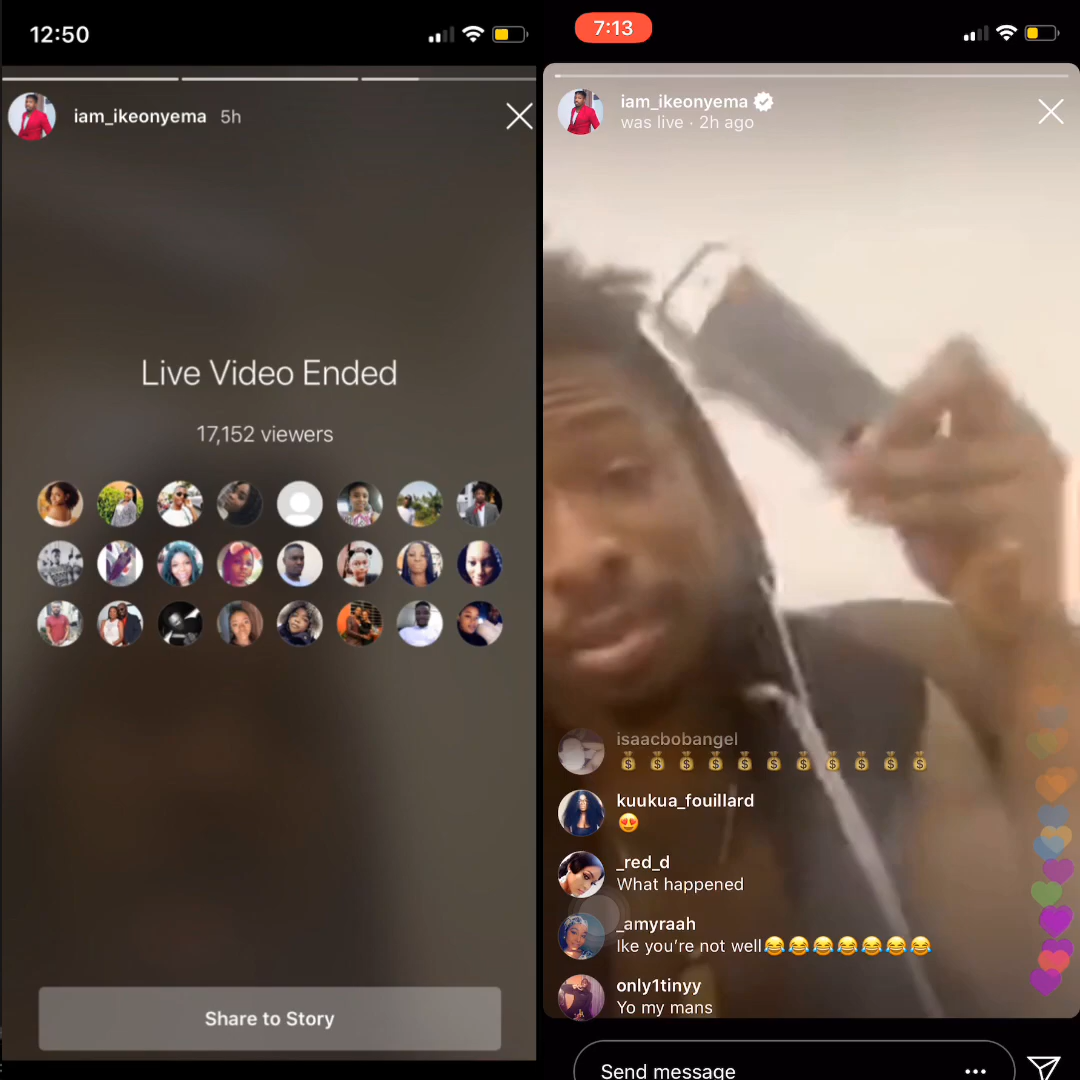 12:50
iam_ikeonyema 5h
Live Video Ended
17,152 viewers
Share to Story
7:13
iam_ikeonyema
was live · 2h ago
isaacbobangel
💰 💰 💰 💰 💰 💰 💰 💰 💰 💰 💰
kuukua_fouillard
😍
_red_d
What happened
_amyraah
Ike you're not well😂😂😂😂😂😂😂
only1tinyy
Yo my mans
Send message